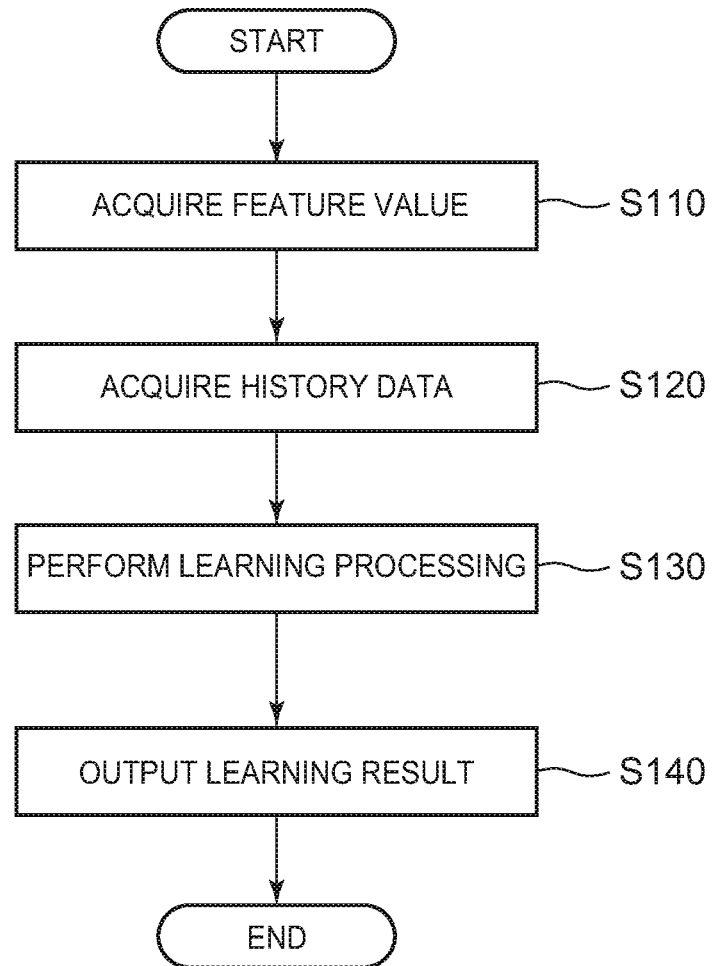 START
ACQUIRE FEATURE VALUE S110
ACQUIRE HISTORY DATA S120
PERFORM LEARNING PROCESSING S130
OUTPUT LEARNING RESULT S140
END